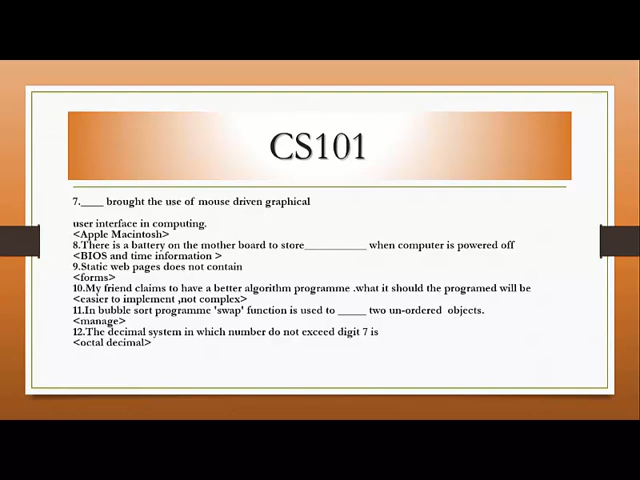 CS101
7.____ brought the use of mouse driven graphical
user interface in computing.
<Apple Macintosh>
8.There is a battery on the mother board to store___________ when computer is powered off
<BIOS and time information >
9.Static web pages does not contain
<forms>
10.My friend claims to have a better algorithm programme .what it should the programed will be
<easier to implement ,not complex>
11.In bubble sort programme 'swap' function is used to _____ two un-ordered  objects.
<manage>
12.The decimal system in which number do not exceed digit 7 is
<octal decimal>